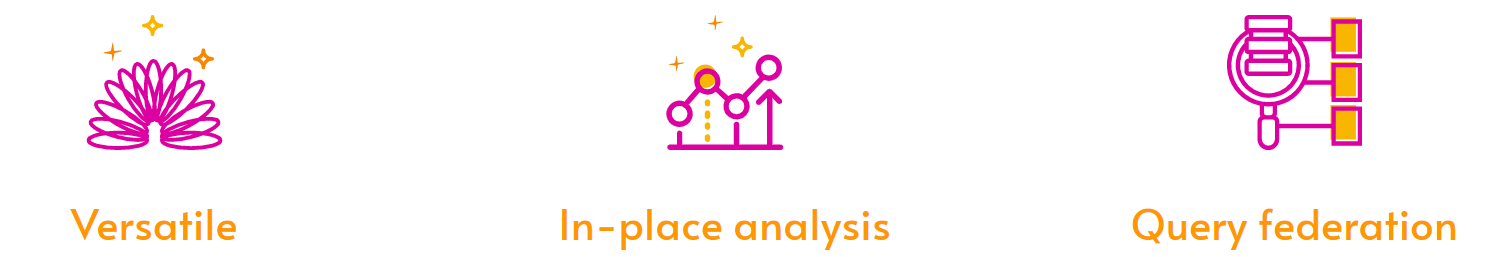 Versatile
In-place analysis
Query federation